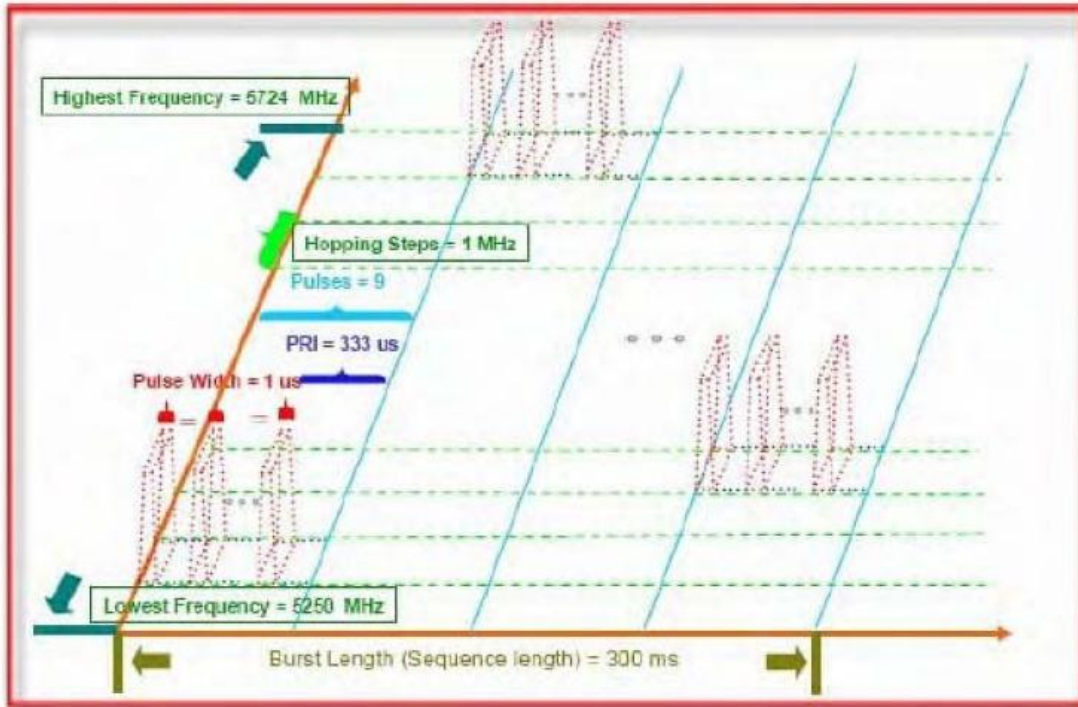 Highest Frequency = 5724 MHz
Hopping Steps = 1 MHz
Pulses = 9
PRI = 333 us
Pulse Width = 1 us
Lowest Frequency = 5250 MHz
Burst Length (Sequence length) = 300 ms